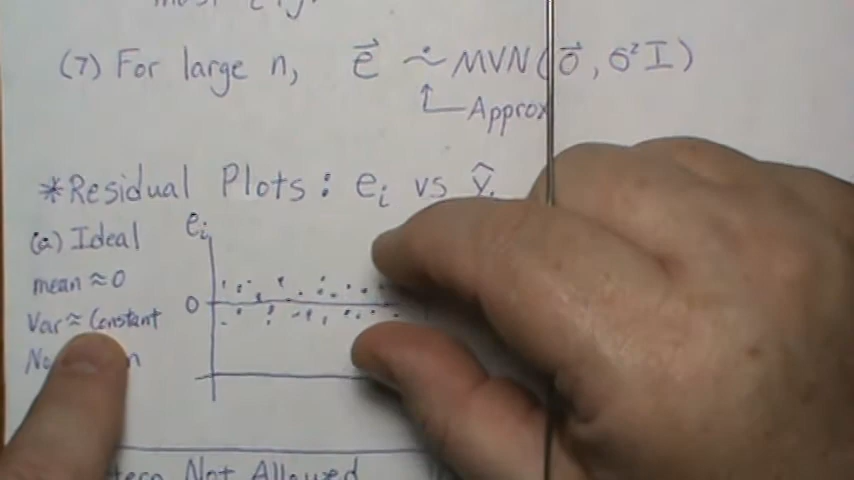 (7) For large n, e⃗ ∼̇ MVN(0⃗, σ²I)
Approx
*Residual Plots: eᵢ vs ŷᵢ
(a) Ideal
mean ≈ 0
Var ≈ Constant
eᵢ
0
Not Allowed